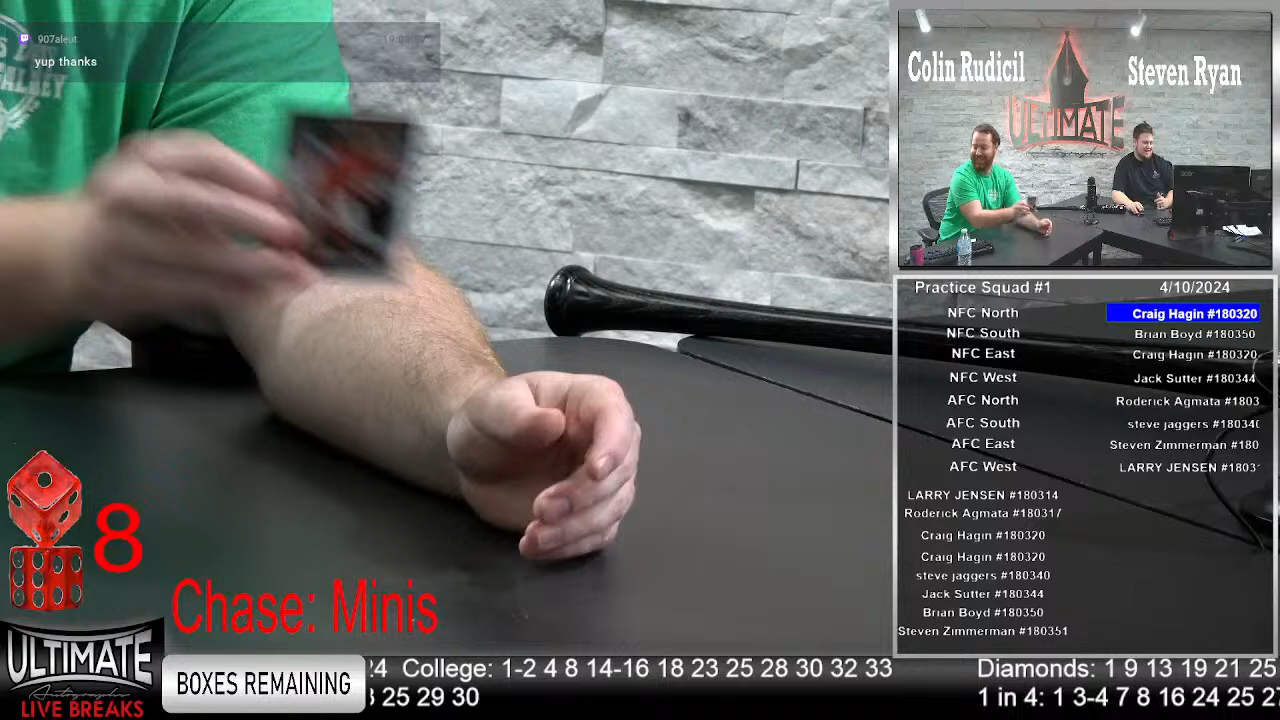 907aleut
yup thanks
Colin Rudicil
Steven Ryan
ULTIMATE
Practice Squad #1 4/10/2024
NFC North Craig Hagin #180320
NFC South Brian Boyd #180350
NFC East Craig Hagin #180320
NFC West Jack Sutter #180344
AFC North Roderick Agmata #1803
AFC South steve jaggers #18034
AFC East Steven Zimmerman #180
AFC West LARRY JENSEN #1803
LARRY JENSEN #180314
Roderick Agmata #180317
Craig Hagin #180320
Craig Hagin #180320
steve jaggers #180340
Jack Sutter #180344
Brian Boyd #180350
Steven Zimmerman #180351
8
Chase: Minis
ULTIMATE
Autographs
LIVE BREAKS
BOXES REMAINING
24 College: 1-2 4 8 14-16 18 23 25 28 30 32 33 Diamonds: 1 9 13 19 21 25
25 29 30 1 in 4: 1 3-4 7 8 16 24 25